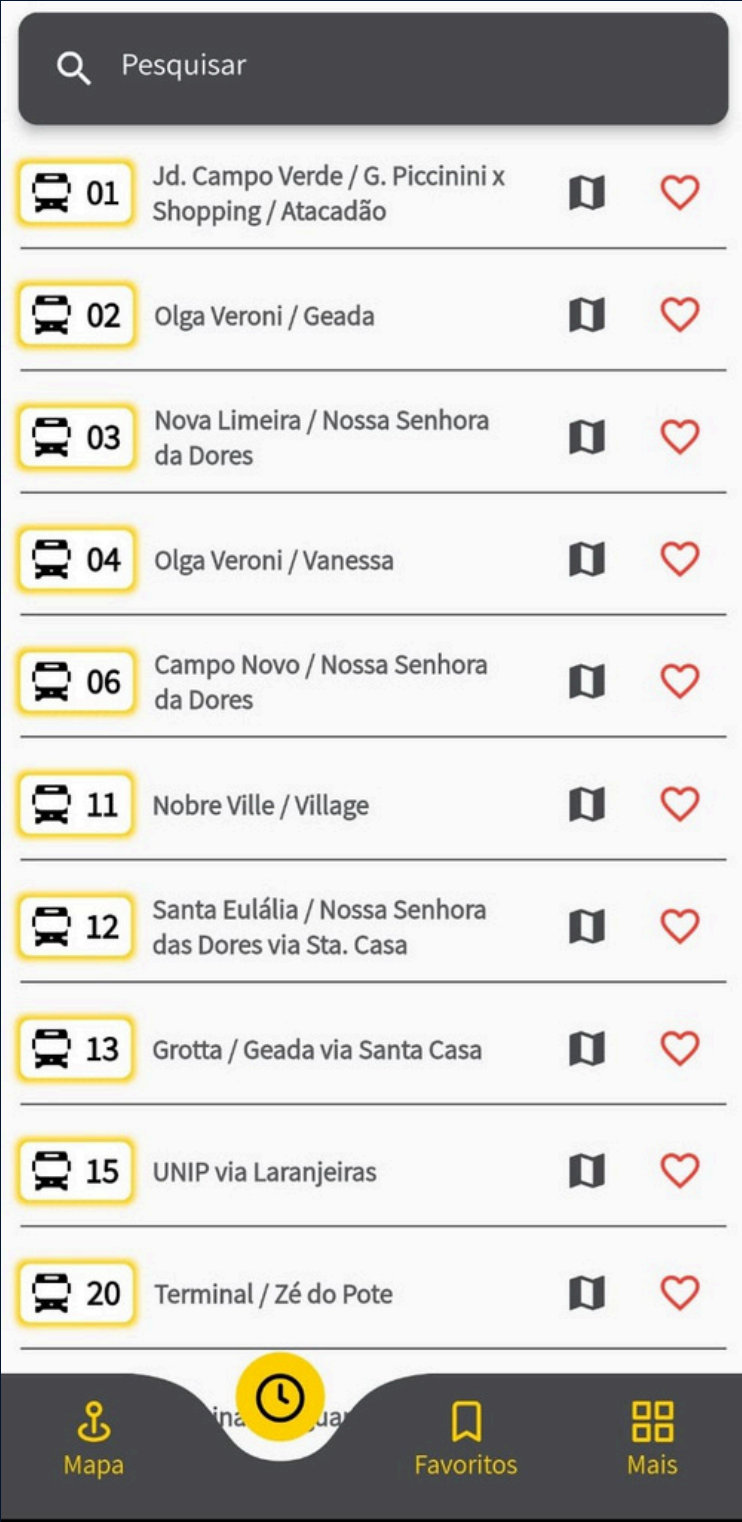 Pesquisar
01 Jd. Campo Verde / G. Piccinini x
Shopping / Atacadão
02 Olga Veroni / Geada
03 Nova Limeira / Nossa Senhora
da Dores
04 Olga Veroni / Vanessa
06 Campo Novo / Nossa Senhora
da Dores
11 Nobre Ville / Village
12 Santa Eulália / Nossa Senhora
das Dores via Sta. Casa
13 Grotta / Geada via Santa Casa
15 UNIP via Laranjeiras
20 Terminal / Zé do Pote
Mapa Favoritos Mais